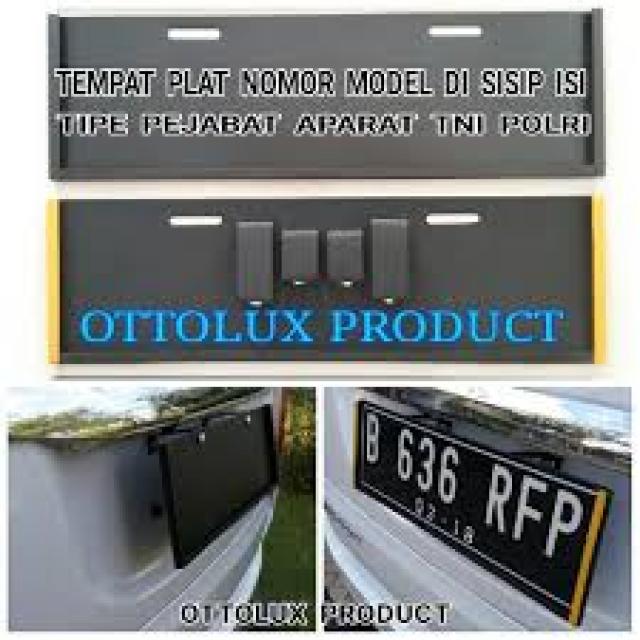 TEMPAT PLAT NOMOR MODEL DI SISIP ISI
TIPE PEJABAT APARAT TNI POLRI
OTTOLUX PRODUCT
B 636 RFP
02-18
OTTOLUX PRODUCT